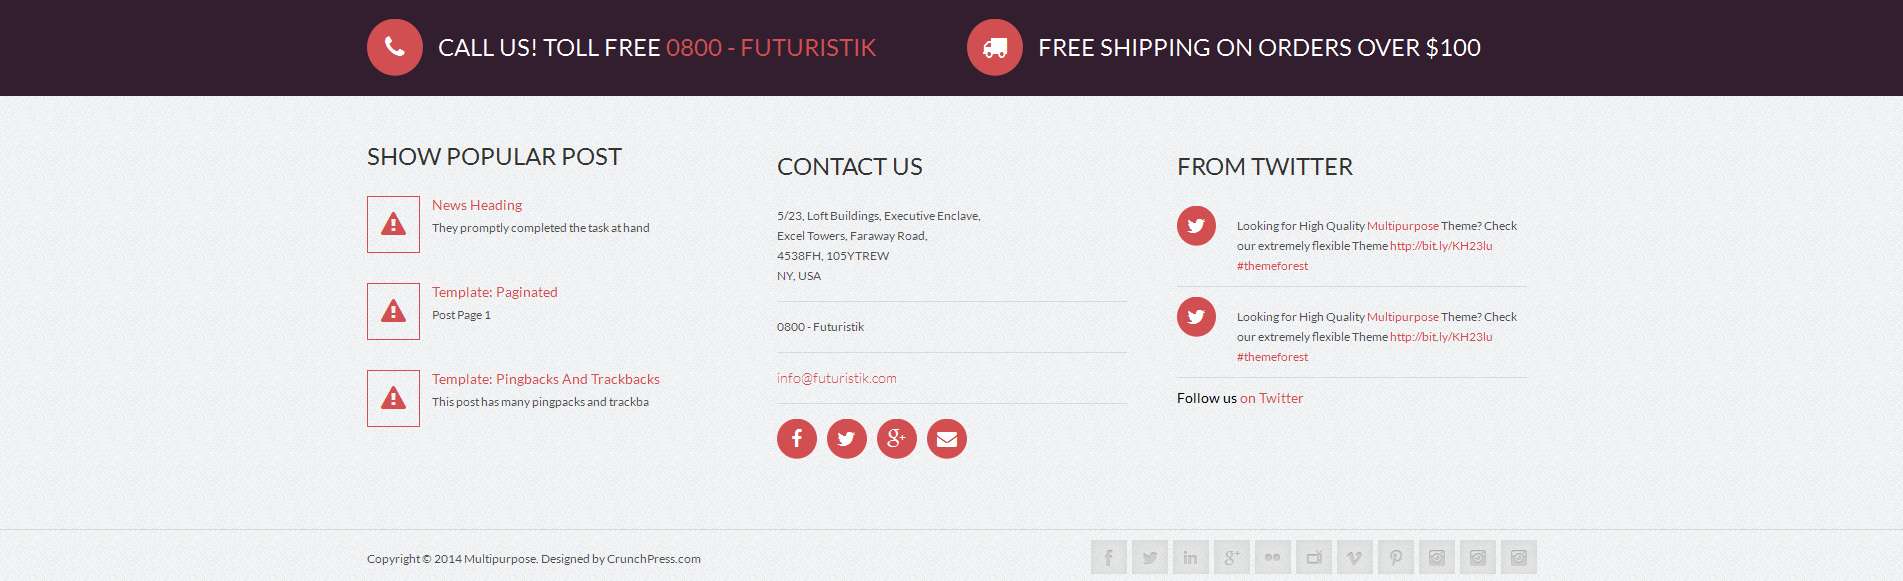 CALL US! TOLL FREE 0800 - FUTURISTIK
FREE SHIPPING ON ORDERS OVER $100
SHOW POPULAR POST
News Heading
They promptly completed the task at hand
Template: Paginated
Post Page 1
Template: Pingbacks And Trackbacks
This post has many pingpacks and trackba
CONTACT US
5/23, Loft Buildings, Executive Enclave,
Excel Towers, Faraway Road,
4538FH, 105YTREW
NY, USA
0800 - Futuristik
info@futuristik.com
FROM TWITTER
Looking for High Quality Multipurpose Theme? Check
our extremely flexible Theme http://bit.ly/KH23lu
#themeforest
Looking for High Quality Multipurpose Theme? Check
our extremely flexible Theme http://bit.ly/KH23lu
#themeforest
Follow us on Twitter
Copyright © 2014 Multipurpose. Designed by CrunchPress.com